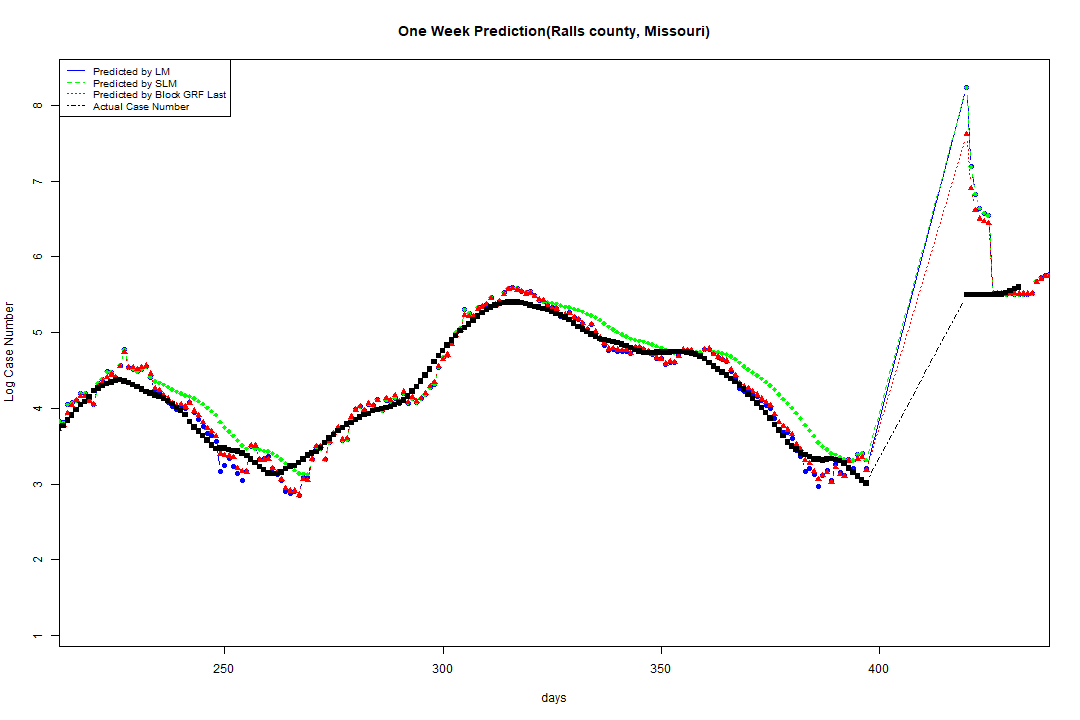 One Week Prediction(Ralls county, Missouri)
Predicted by LM
Predicted by SLM
Predicted by Block GRF Last
Actual Case Number
Log Case Number
8
7
6
5
4
3
2
1
250
300
350
400
days